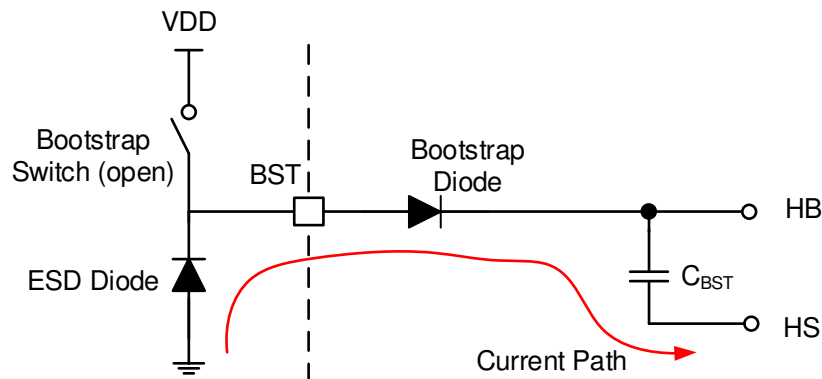 VDD
Bootstrap
Switch (open)
BST
Bootstrap
Diode
HB
ESD Diode
CBST
HS
Current Path